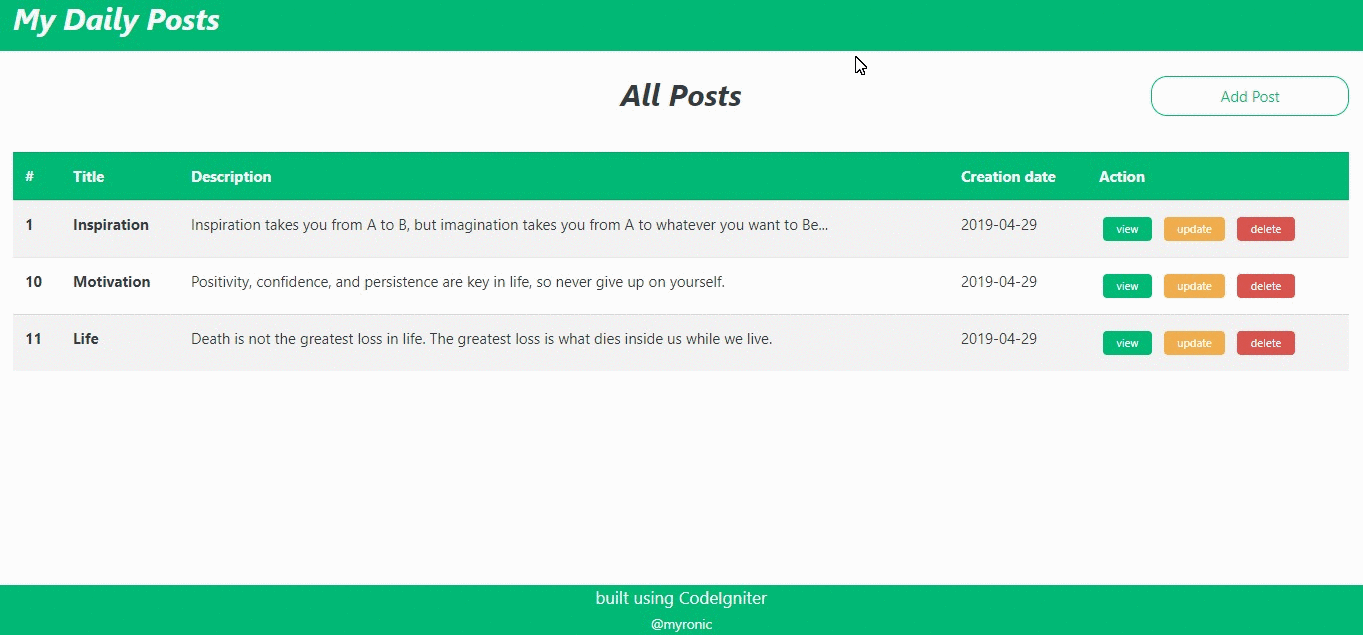 My Daily Posts
All Posts
Add Post
# Title Description Creation date Action
1 Inspiration Inspiration takes you from A to B, but imagination takes you from A to whatever you want to Be... 2019-04-29 view update delete
10 Motivation Positivity, confidence, and persistence are key in life, so never give up on yourself. 2019-04-29 view update delete
11 Life Death is not the greatest loss in life. The greatest loss is what dies inside us while we live. 2019-04-29 view update delete
built using CodeIgniter
@myronic